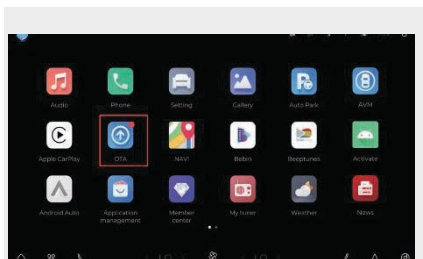 Audio
Phone
Setting
Gallery
Auto Park
AVM
Apple CarPlay
OTA
NAVI
Bobin
Beeptunes
Activate
Android Auto
Application
management
Member
center
My tuner
Weather
News